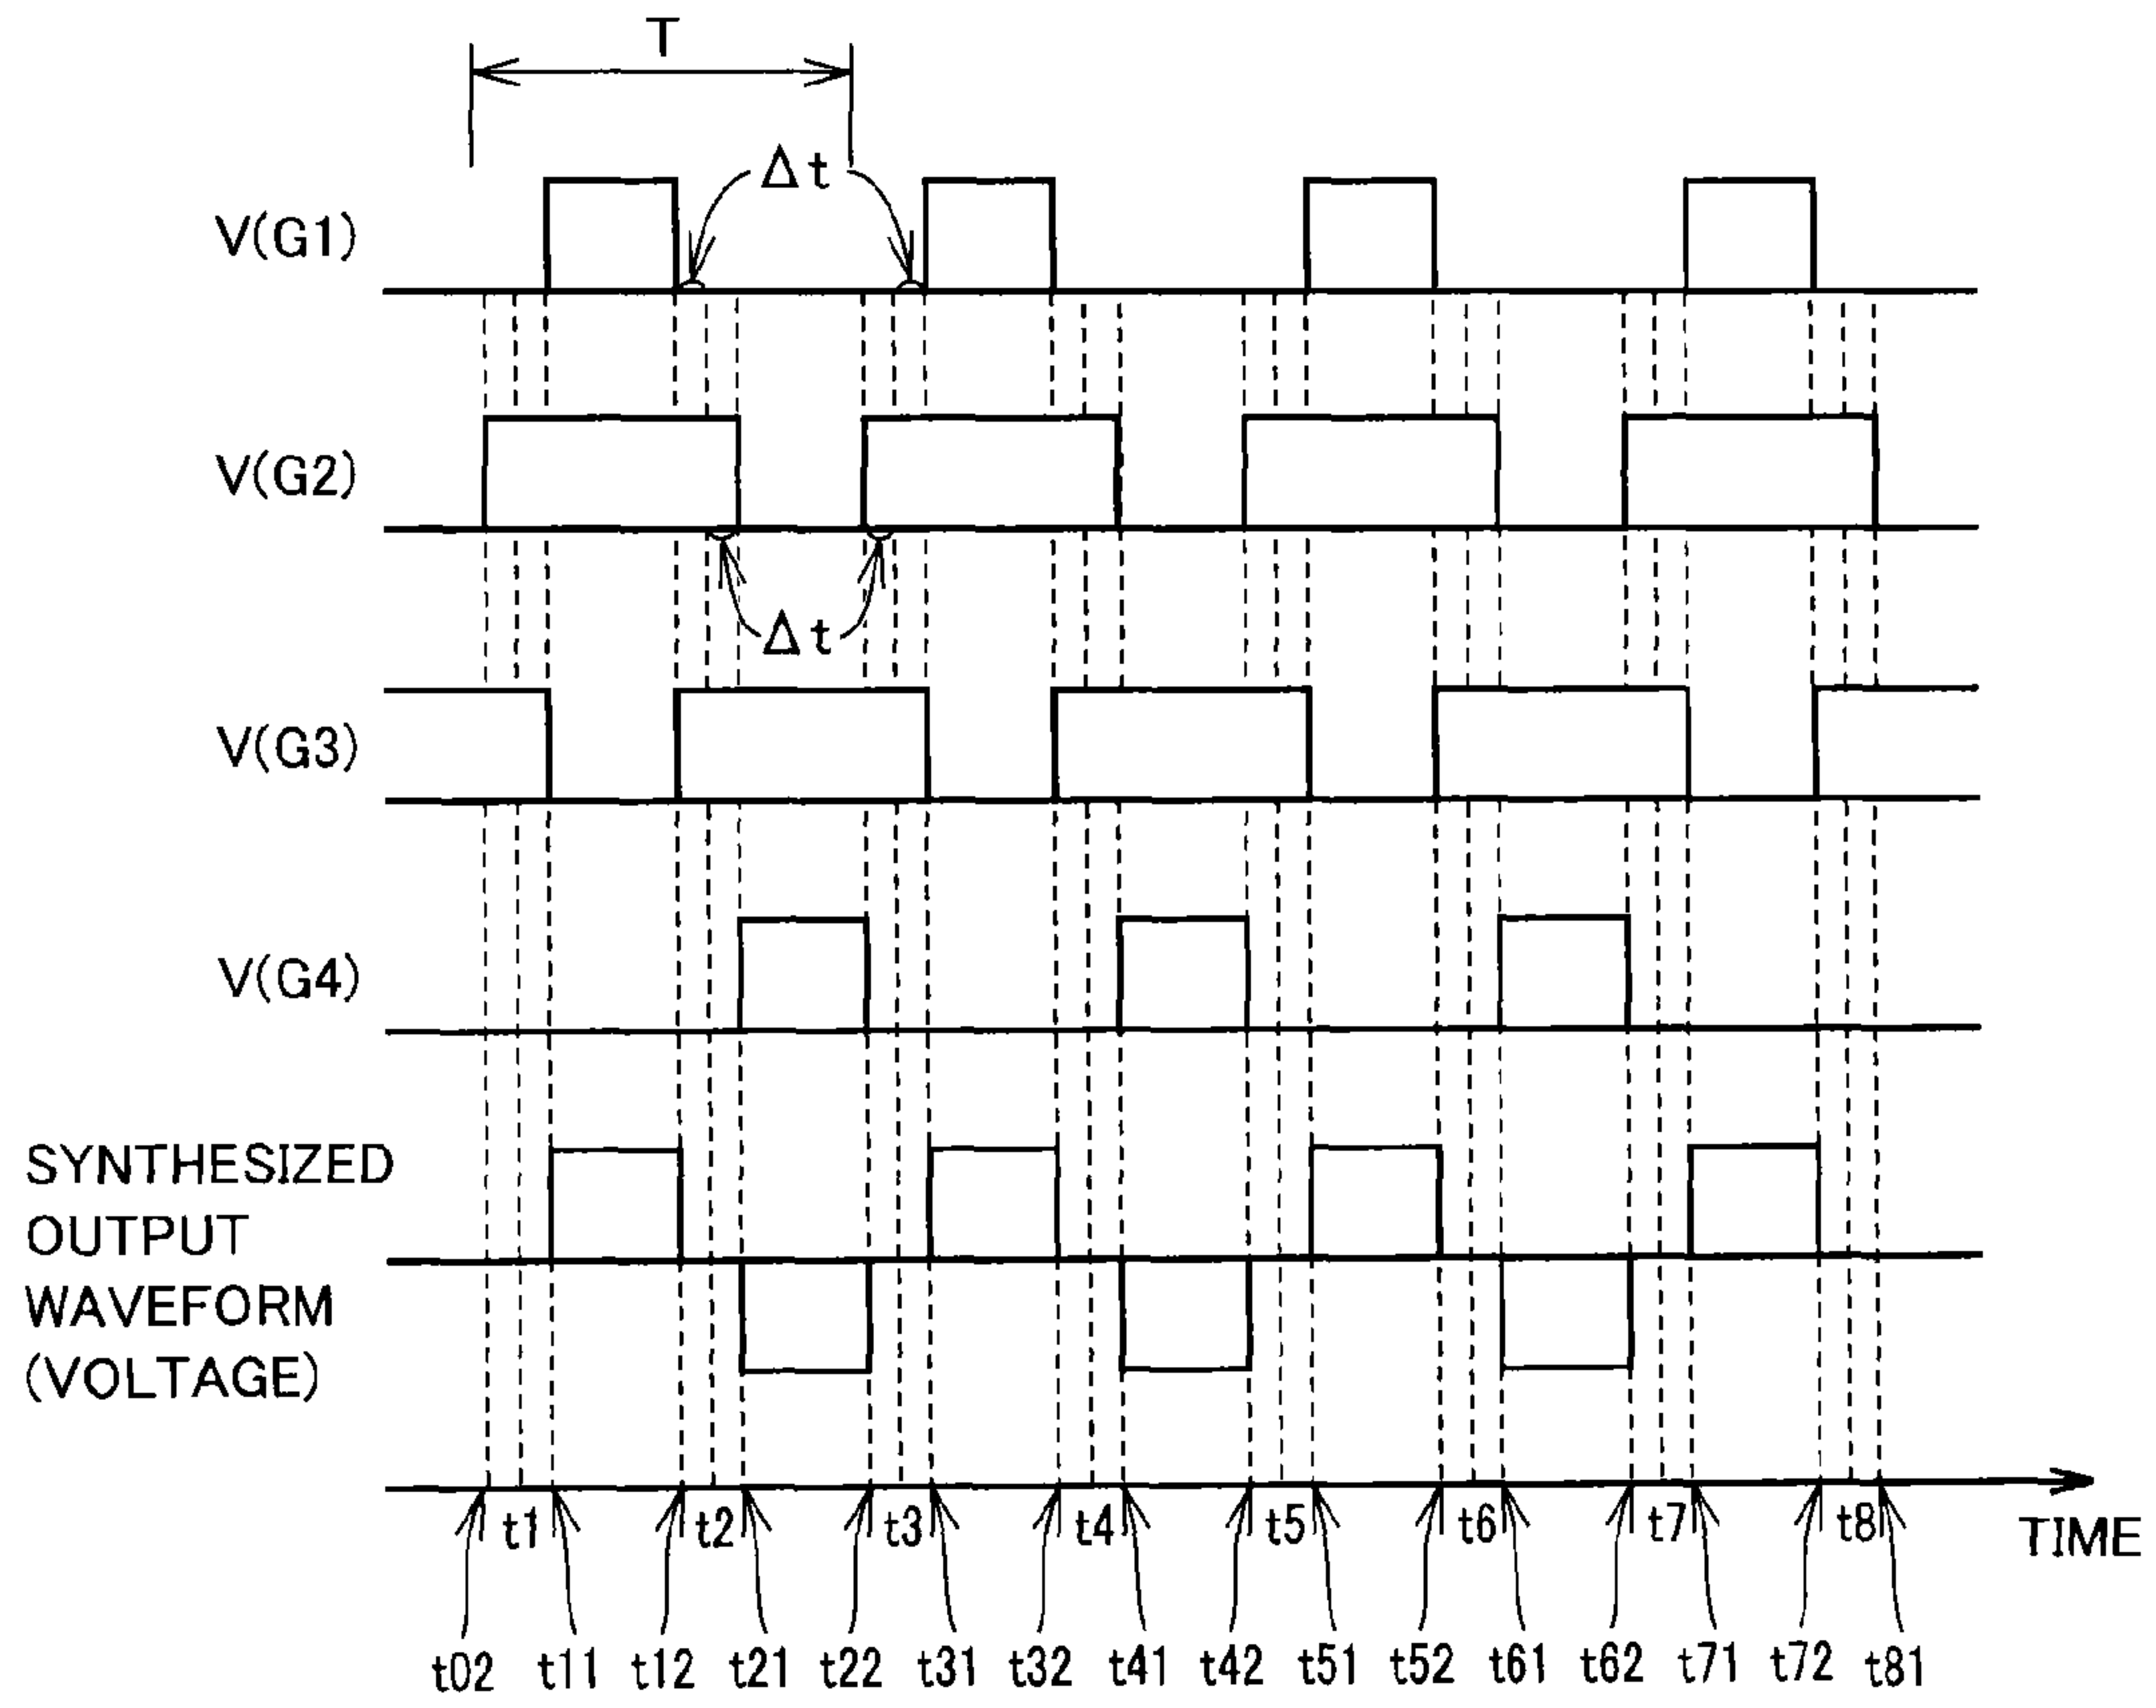 T
Δt
V(G1)
V(G2)
Δt
V(G3)
V(G4)
SYNTHESIZED
OUTPUT
WAVEFORM
(VOLTAGE)
t1 t2 t3 t4 t5 t6 t7 t8
TIME
t02 t11 t12 t21 t22 t31 t32 t41 t42 t51 t52 t61 t62 t71 t72 t81